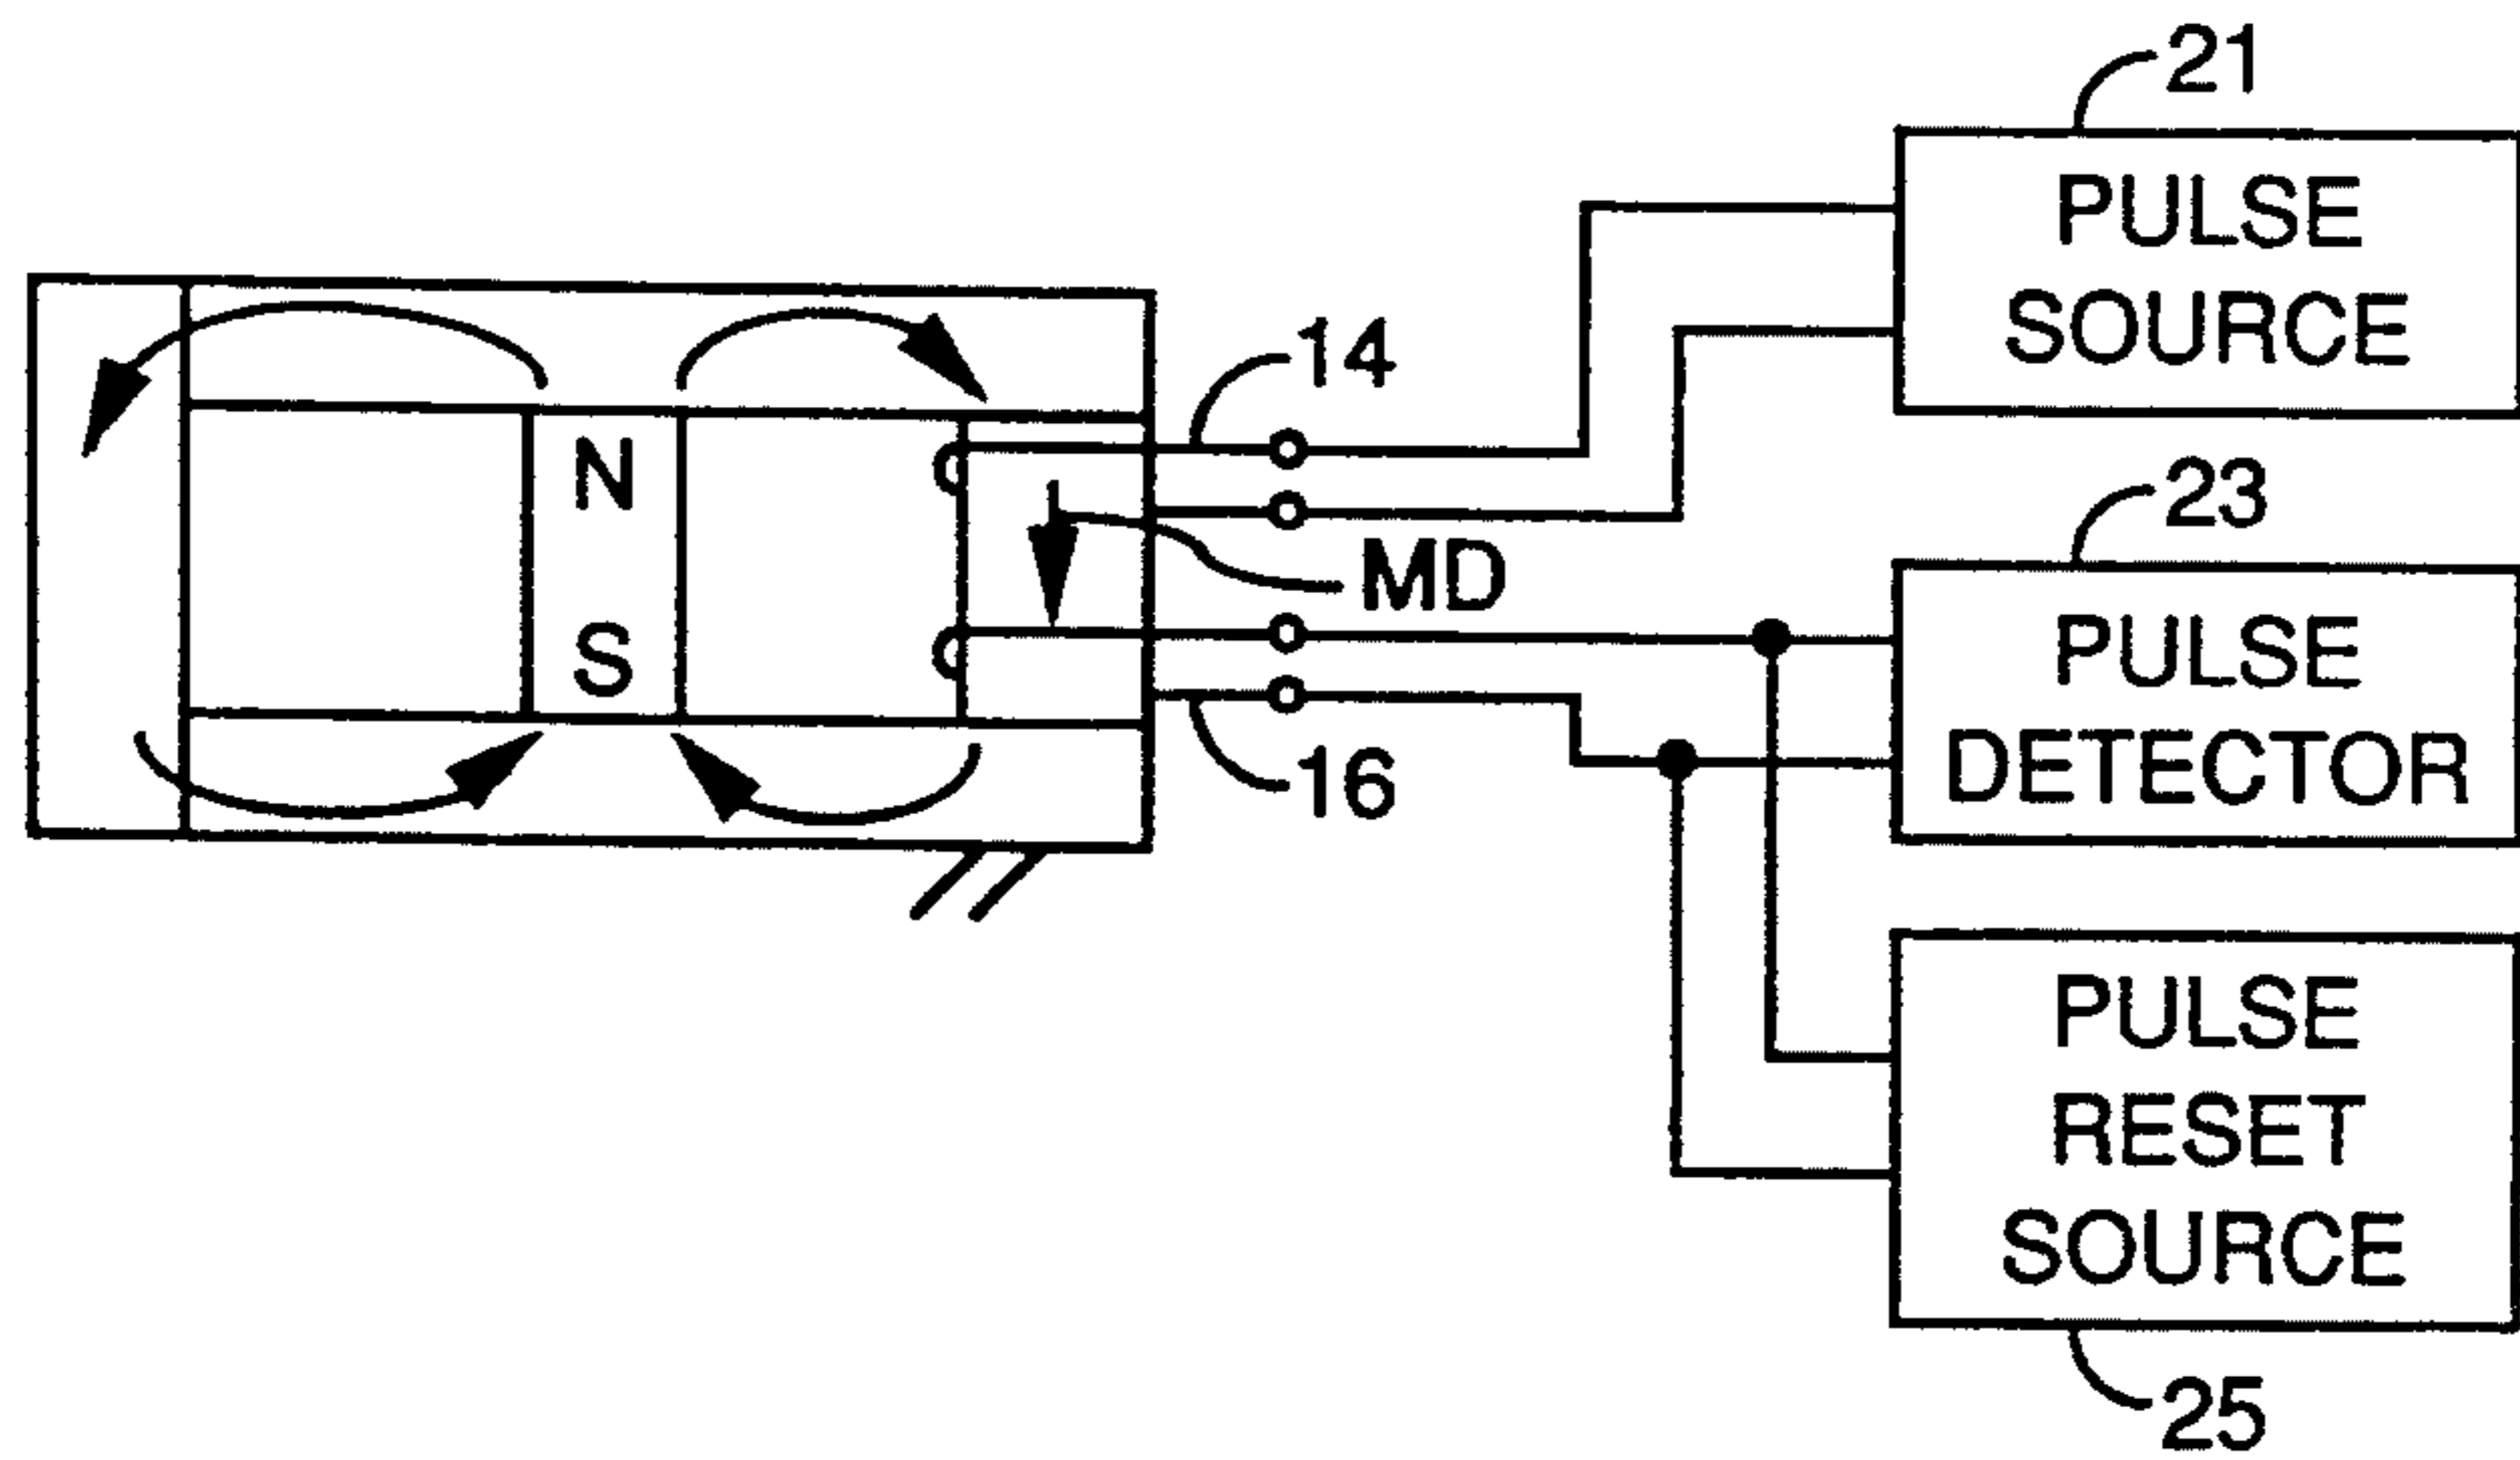 21
PULSE
SOURCE
14
N
S
MD
23
PULSE
DETECTOR
16
PULSE
RESET
SOURCE
25